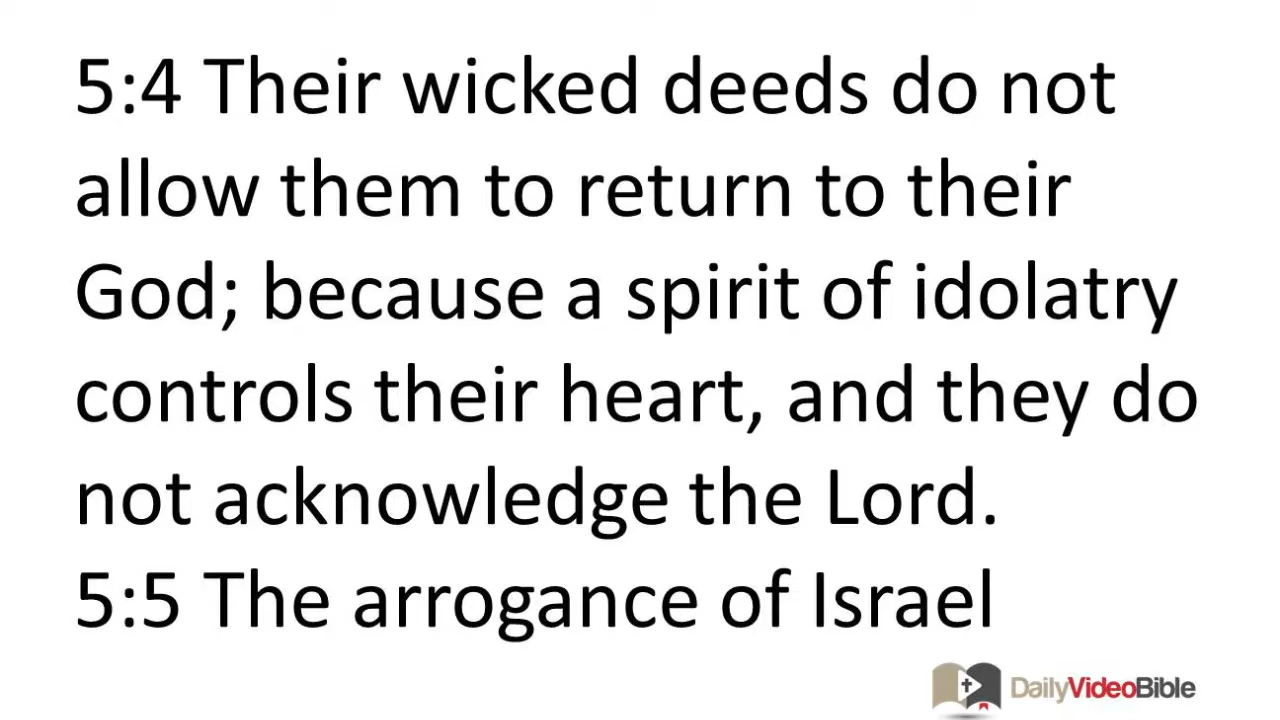 5:4 Their wicked deeds do not
allow them to return to their
God; because a spirit of idolatry
controls their heart, and they do
not acknowledge the Lord.
5:5 The arrogance of Israel
DailyVideoBible